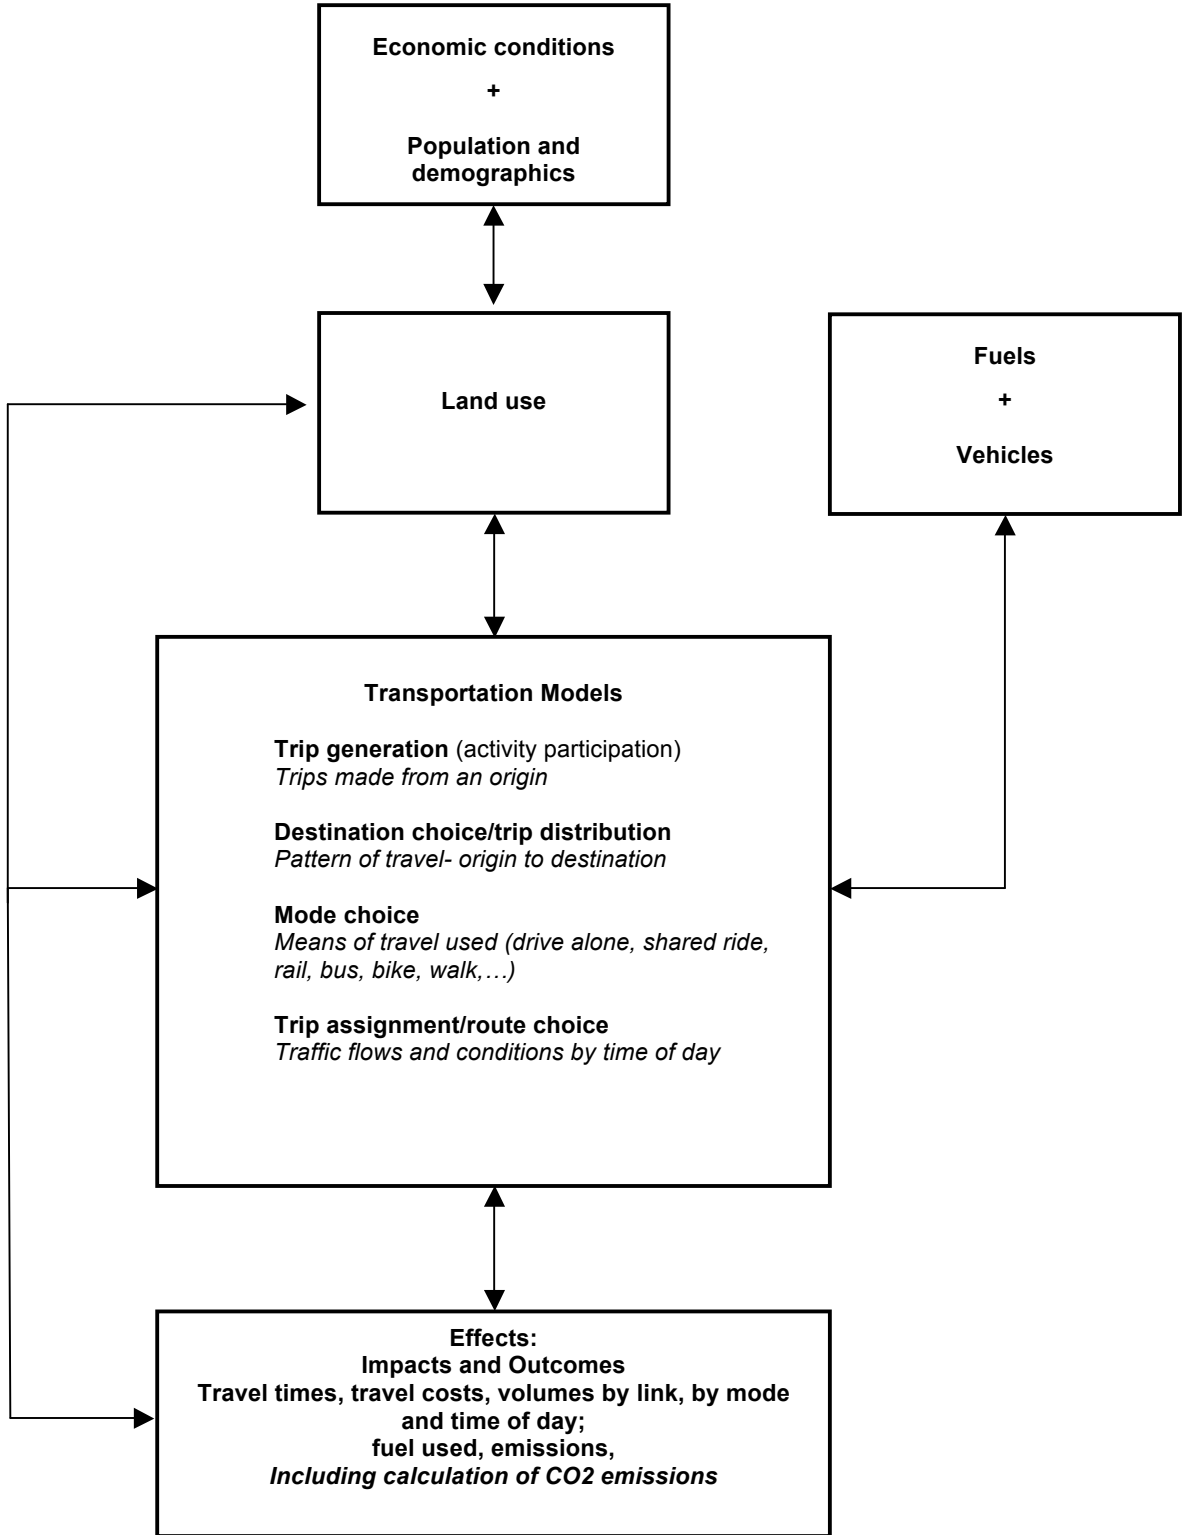 Economic conditions
+
Population and
demographics
Land use
Fuels
+
Vehicles
Transportation Models
Trip generation (activity participation)
Trips made from an origin
Destination choice/trip distribution
Pattern of travel- origin to destination
Mode choice
Means of travel used (drive alone, shared ride,
rail, bus, bike, walk,…)
Trip assignment/route choice
Traffic flows and conditions by time of day
Effects:
Impacts and Outcomes
Travel times, travel costs, volumes by link, by mode
and time of day;
fuel used, emissions,
Including calculation of CO2 emissions